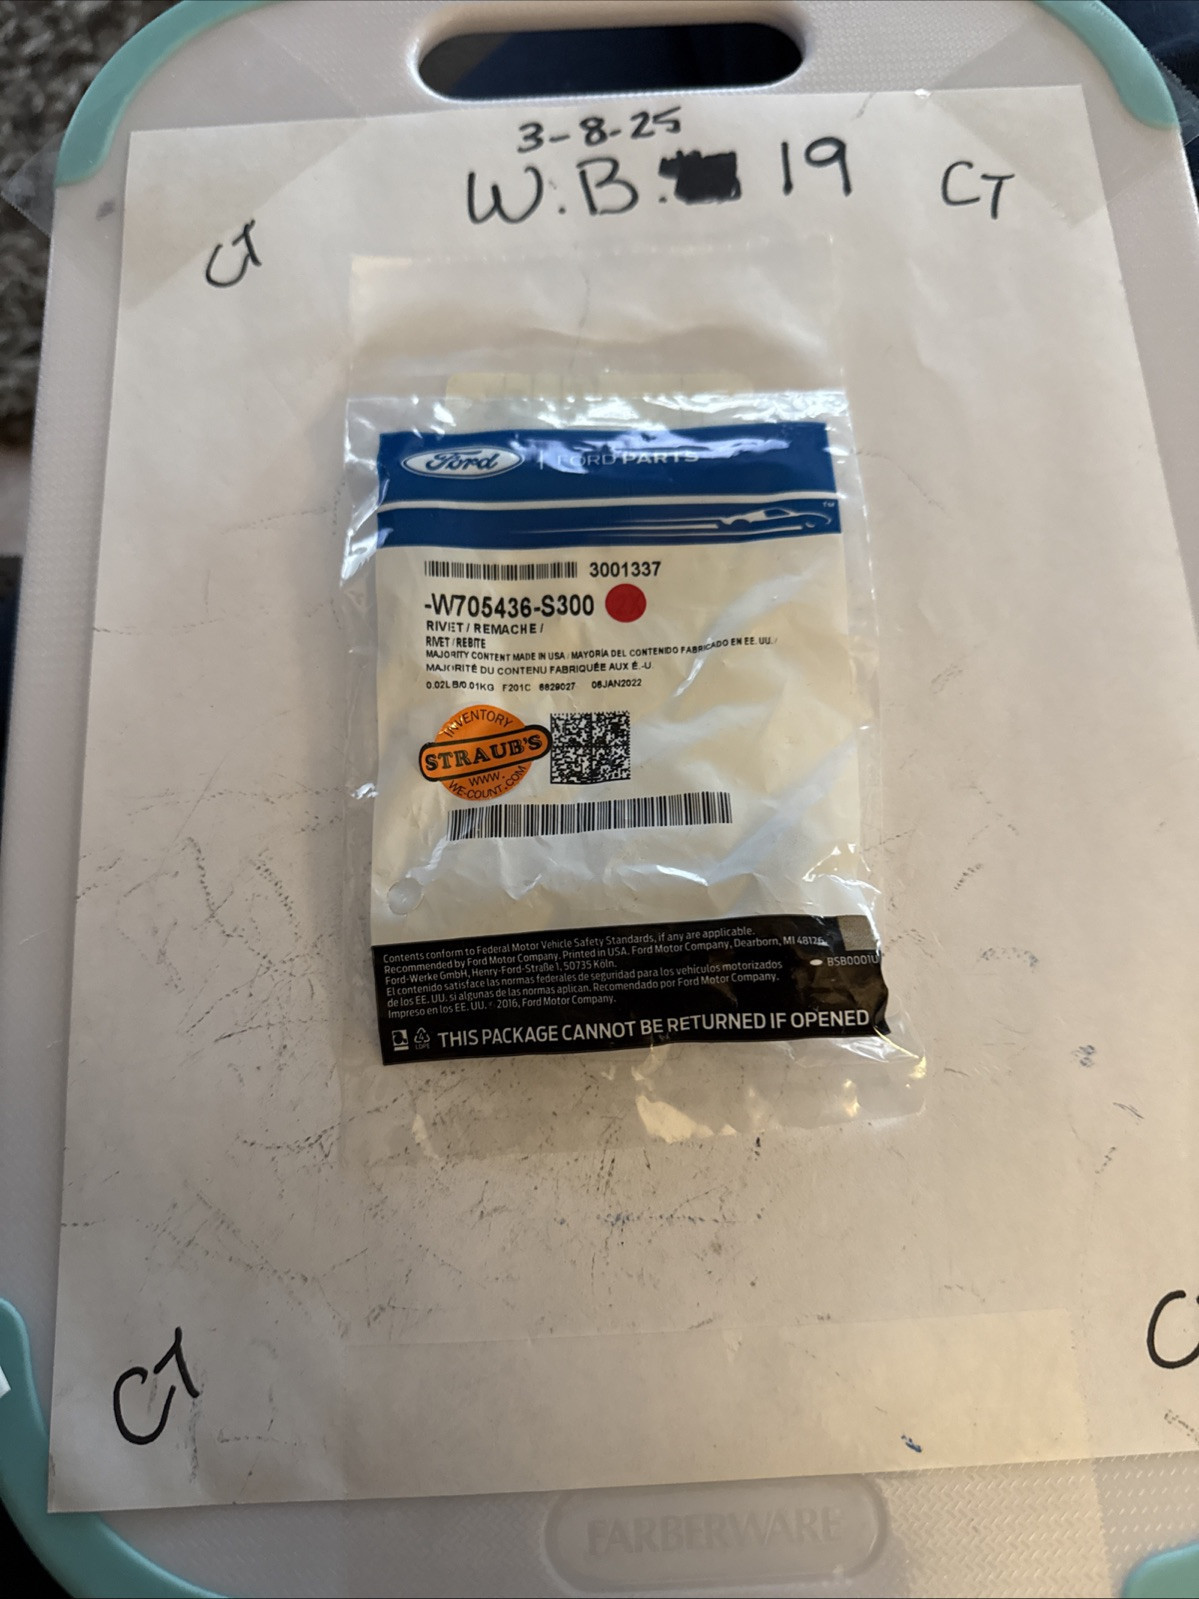 3-8-25
W.B. 19
CT
CT
Ford | FORD PARTS
TM
3001337
-W705436-S300
RIVET / REMACHE /
RIVET / REBITE
MAJORITY CONTENT MADE IN USA / MAYORÍA DEL CONTENIDO FABRICADO EN EE. UU. /
MAJORITÉ DU CONTENU FABRIQUÉE AUX É.-U.
0.02LB/0.01KG F201C 6829027 06JAN2022
INVENTORY
STRAUB'S
WWW.
WE-COUNT.COM
Contents conform to Federal Motor Vehicle Safety Standards, if any are applicable.
Recommended by Ford Motor Company. Printed in USA. Ford Motor Company, Dearborn, MI 48126
Ford-Werke GmbH, Henry-Ford-Straße 1, 50735 Köln.
El contenido satisface las normas federales de seguridad para los vehículos motorizados
de los EE. UU. si algunas de las normas aplican. Recomendado por Ford Motor Company.
Impreso en los EE. UU. 2016, Ford Motor Company.
BSB0001U
LDPE
THIS PACKAGE CANNOT BE RETURNED IF OPENED
CT
FARBERWARE